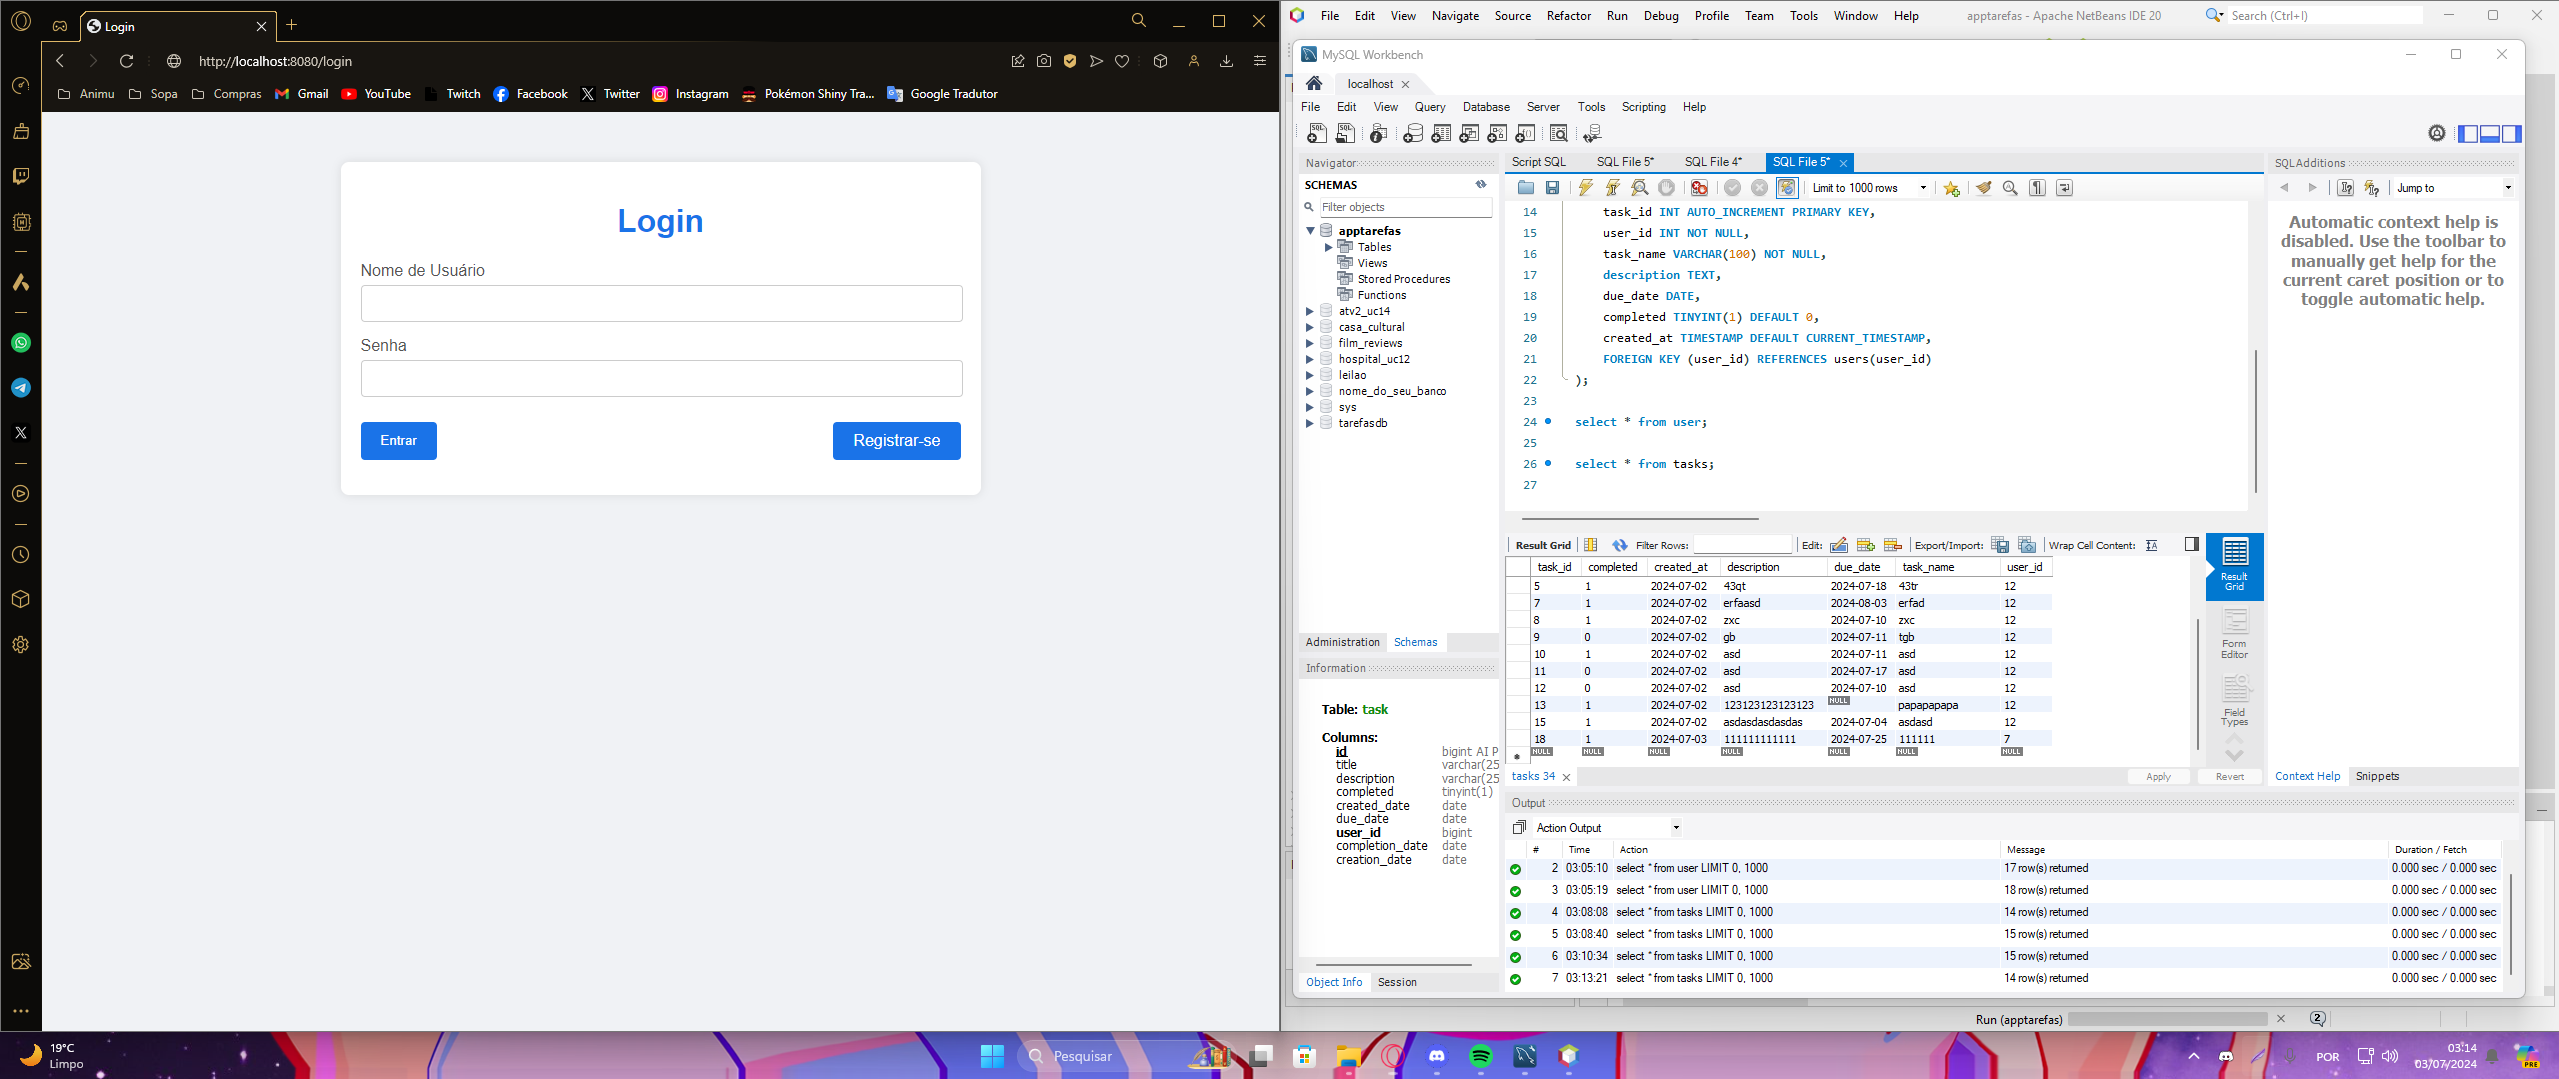 Login
http://localhost:8080/login
Animu Sopa Compras Gmail YouTube Twitch Facebook Twitter Instagram Pokémon Shiny Tra... Google Tradutor
Login
Nome de Usuário
Senha
Entrar Registrar-se
File Edit View Navigate Source Refactor Run Debug Profile Team Tools Window Help apptarefas - Apache NetBeans IDE 20 Search (Ctrl+I)
MySQL Workbench
localhost
File Edit View Query Database Server Tools Scripting Help
Navigator
SCHEMAS
Filter objects
apptarefas
Tables
Views
Stored Procedures
Functions
atv2_uc14
casa_cultural
film_reviews
hospital_uc12
leilao
nome_do_seu_banco
sys
tarefasdb
Administration Schemas
Information
Table: task
Columns:
id bigint AI P
title varchar(25
description varchar(25
completed tinyint(1)
created_date date
due_date date
user_id bigint
completion_date date
creation_date date
Object Info Session
Script SQL SQL File 5* SQL File 4* SQL File 5*
Limit to 1000 rows
14 task_id INT AUTO_INCREMENT PRIMARY KEY,
15 user_id INT NOT NULL,
16 task_name VARCHAR(100) NOT NULL,
17 description TEXT,
18 due_date DATE,
19 completed TINYINT(1) DEFAULT 0,
20 created_at TIMESTAMP DEFAULT CURRENT_TIMESTAMP,
21 FOREIGN KEY (user_id) REFERENCES users(user_id)
22 );
23
24 select * from user;
25
26 select * from tasks;
27
Result Grid Filter Rows: Edit: Export/Import: Wrap Cell Content:
task_id completed created_at description due_date task_name user_id
5 1 2024-07-02 43qt 2024-07-18 43tr 12
7 1 2024-07-02 erfaasd 2024-08-03 erfad 12
8 1 2024-07-02 zxc 2024-07-10 zxc 12
9 0 2024-07-02 gb 2024-07-11 tgb 12
10 1 2024-07-02 asd 2024-07-11 asd 12
11 0 2024-07-02 asd 2024-07-17 asd 12
12 0 2024-07-02 asd 2024-07-10 asd 12
13 1 2024-07-02 123123123123123 NULL papapapapa 12
15 1 2024-07-02 asdasdasdasdas 2024-07-04 asdasd 12
18 1 2024-07-03 111111111111 2024-07-25 111111 7
NULL NULL NULL NULL NULL NULL NULL
Result Grid
Form Editor
Field Types
tasks 34 Apply Revert
SQLAdditions
Jump to
Automatic context help is
disabled. Use the toolbar to
manually get help for the
current caret position or to
toggle automatic help.
Context Help Snippets
Output
Action Output
# Time Action Message Duration / Fetch
2 03:05:10 select * from user LIMIT 0, 1000 17 row(s) returned 0.000 sec / 0.000 sec
3 03:05:19 select * from user LIMIT 0, 1000 18 row(s) returned 0.000 sec / 0.000 sec
4 03:08:08 select * from tasks LIMIT 0, 1000 14 row(s) returned 0.000 sec / 0.000 sec
5 03:08:40 select * from tasks LIMIT 0, 1000 15 row(s) returned 0.000 sec / 0.000 sec
6 03:10:34 select * from tasks LIMIT 0, 1000 15 row(s) returned 0.000 sec / 0.000 sec
7 03:13:21 select * from tasks LIMIT 0, 1000 14 row(s) returned 0.000 sec / 0.000 sec
Run (apptarefas) 2
19°C
Limpo
Pesquisar
POR
03:14
03/07/2024
PRE